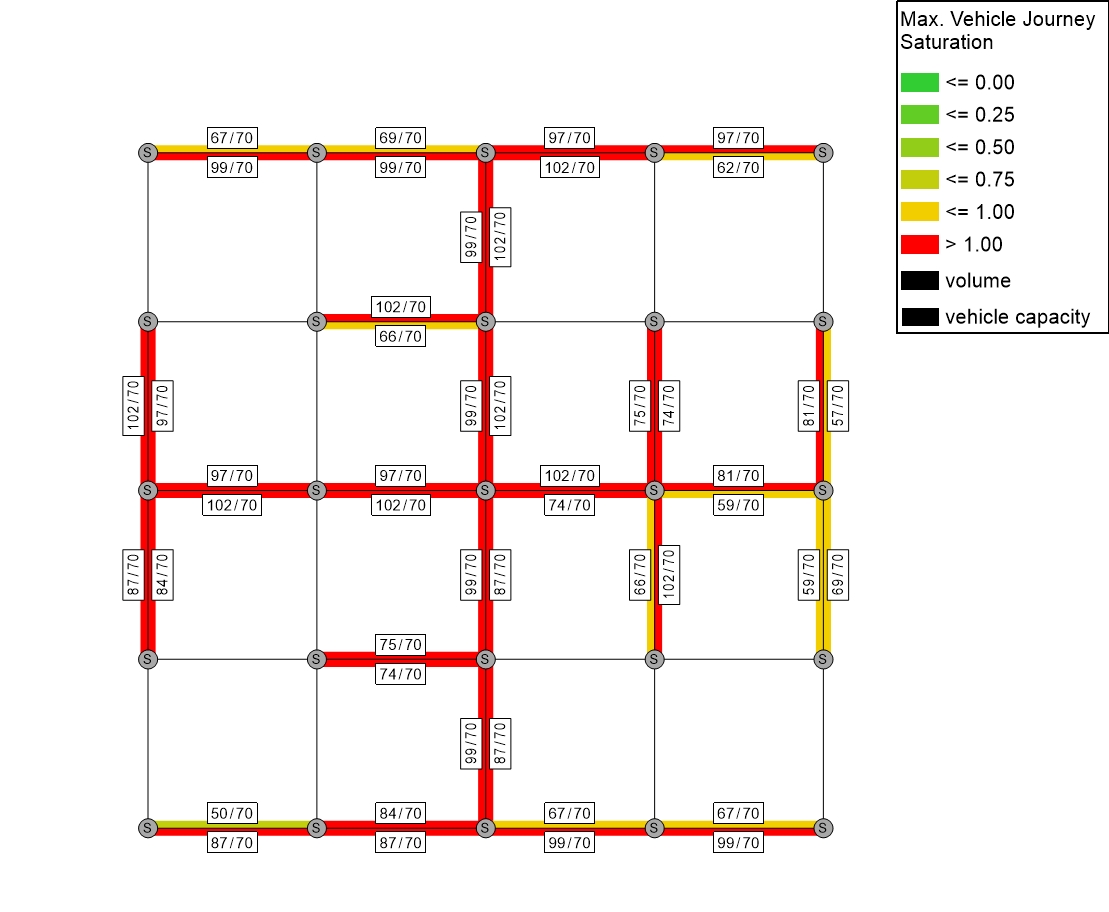 Max. Vehicle Journey
Saturation
<= 0.00
<= 0.25
<= 0.50
<= 0.75
<= 1.00
> 1.00
volume
vehicle capacity
67/70 69/70 97/70 97/70
S S S S S
99/70 99/70 102/70 62/70
99/70 102/70
102/70
S S S S S
66/70
102/70 97/70 99/70 102/70 75/70 74/70 81/70 57/70
97/70 97/70 102/70 81/70
S S S S S
102/70 102/70 74/70 59/70
87/70 84/70 99/70 87/70 66/70 102/70 59/70 69/70
75/70
S S S S S
74/70
99/70 87/70
50/70 84/70 67/70 67/70
S S S S S
87/70 87/70 99/70 99/70